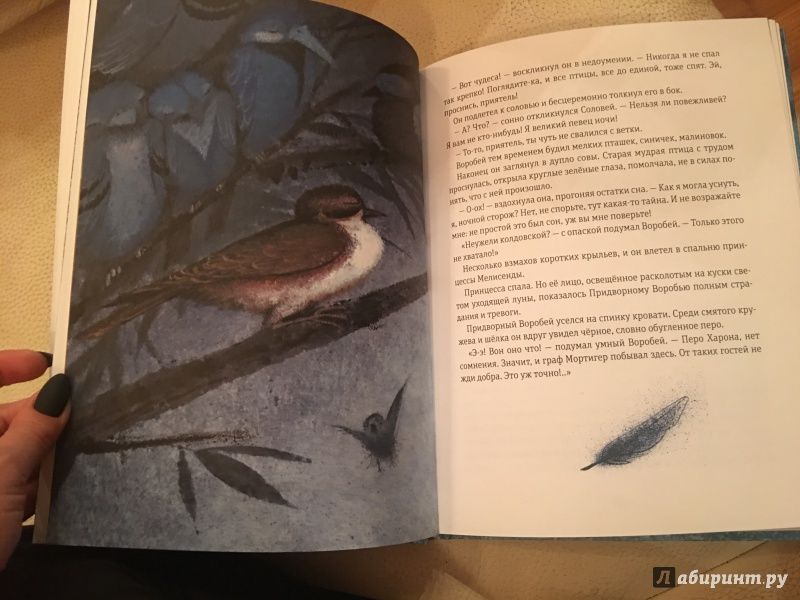 — Вот чудеса! — воскликнул он в недоумении. — Никогда я не спал
так крепко! Поглядите-ка, и все птицы, все до единой, тоже спят. Эй,
проснись, приятель!
Он подлетел к соловью и бесцеремонно толкнул его в бок.
— А? Что? — сонно откликнулся Соловей. — Нельзя ли повежливей?
Я вам не кто-нибудь! Я великий певец ночи!
— То-то, приятель, ты чуть не свалился с ветки.
Воробей тем временем будил мелких пташек, синичек, малиновок.
Наконец он заглянул в дупло совы. Старая мудрая птица с трудом
проснулась, открыла круглые зелёные глаза, помолчала, не в силах по-
нять, что с ней произошло.
— О-ох! — вздохнула она, прогоняя остатки сна. — Как я могла уснуть,
я, ночной сторож? Нет, не спорьте, тут какая-то тайна. И не возражайте
мне: не простой это был сон, уж вы мне поверьте!
«Неужели колдовской? — с опаской подумал Воробей. — Только этого
не хватало!»
Несколько взмахов коротких крыльев, и он влетел в спальню прин-
цессы Мелисенды.
Принцесса спала. Но её лицо, освещённое расколотым на куски све-
том уходящей луны, показалось Придворному Воробью полным стра-
дания и тревоги.
Придворный Воробей уселся на спинку кровати. Среди смятого кру-
жева и шёлка он вдруг увидел чёрное, словно обугленное перо.
«Э-э! Вон оно что! — подумал умный Воробей. — Перо Харона, нет
сомнения. Значит, и граф Мортигер побывал здесь. От таких гостей не
жди добра. Это уж точно!..»
Лабиринт.ру